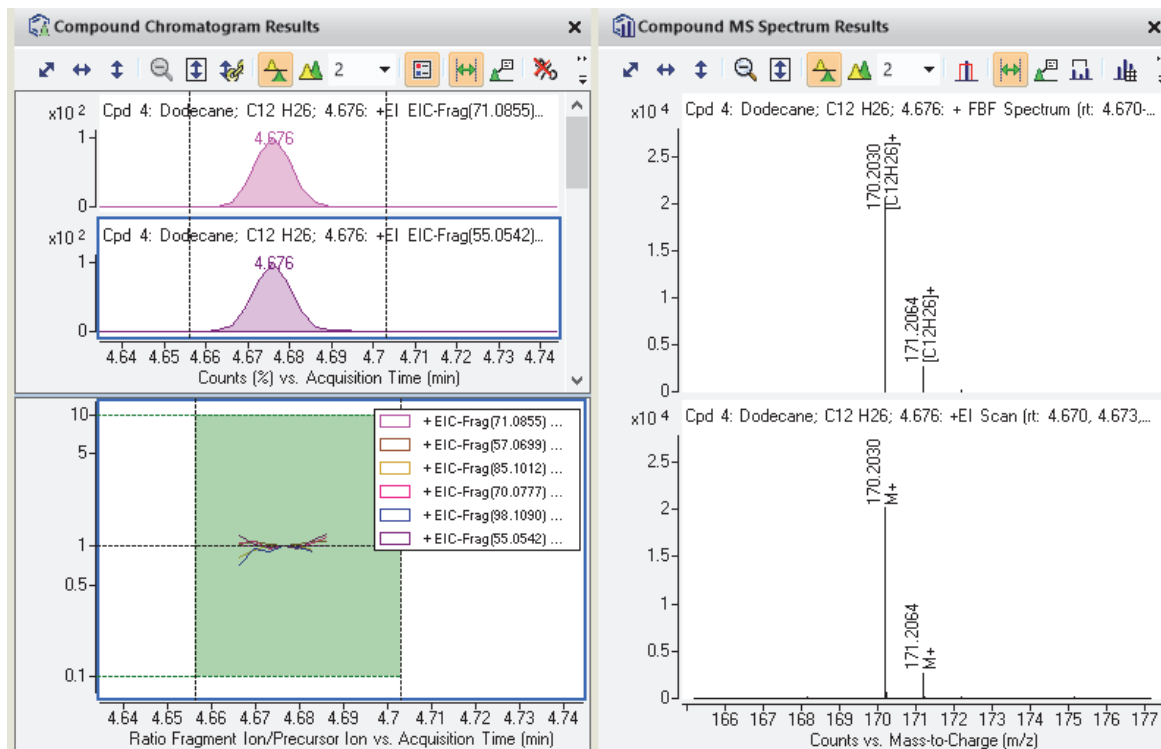 Compound Chromatogram Results
2
x10 2
Cpd 4: Dodecane; C12 H26; 4.676: +EI EIC-Frag(71.0855)...
4.676
1
0
x10 2
Cpd 4: Dodecane; C12 H26; 4.676: +EI EIC-Frag(55.0542)...
4.676
1
0
4.64 4.65 4.66 4.67 4.68 4.69 4.7 4.71 4.72 4.73 4.74
Counts (%) vs. Acquisition Time (min)
10
5
1
0.5
0.1
+EIC-Frag(71.0855) ...
+EIC-Frag(57.0699) ...
+EIC-Frag(85.1012) ...
+EIC-Frag(70.0777) ...
+EIC-Frag(98.1090) ...
+EIC-Frag(55.0542) ...
4.64 4.65 4.66 4.67 4.68 4.69 4.7 4.71 4.72 4.73 4.74
Ratio Fragment Ion/Precursor Ion vs. Acquisition Time (min)
Compound MS Spectrum Results
2
x10 4
Cpd 4: Dodecane; C12 H26; 4.676: + FBF Spectrum (rt: 4.670-...
2.5
2
1.5
1
0.5
0
170.2030
[C12H26]+
171.2064
[C12H26]+
x10 4
Cpd 4: Dodecane; C12 H26; 4.676: +EI Scan (rt: 4.670, 4.673,...
2.5
2
1.5
1
0.5
0
170.2030
M+
171.2064
M+
166 167 168 169 170 171 172 173 174 175 176 177
Counts vs. Mass-to-Charge (m/z)